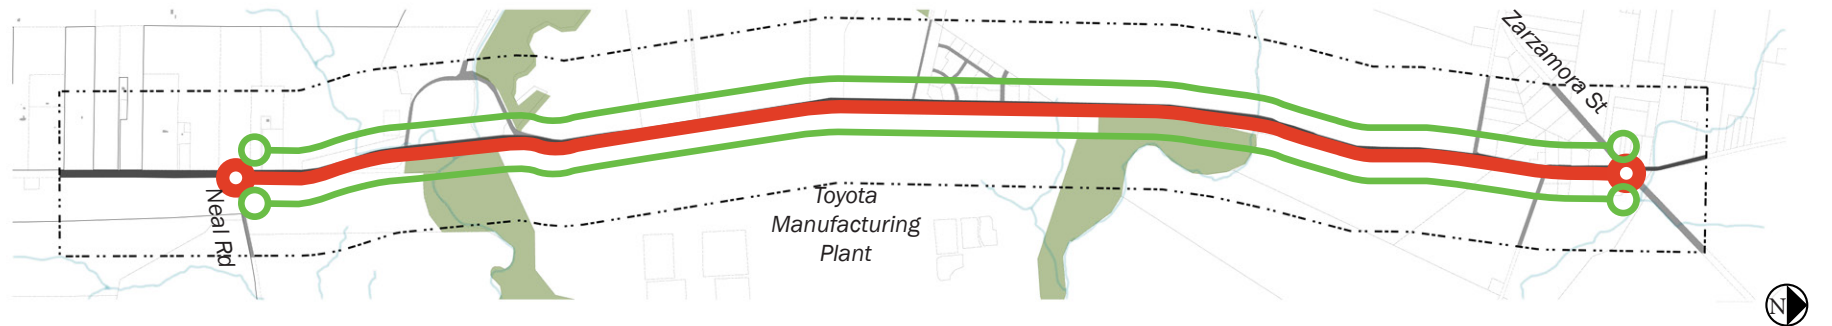 Zarzamora St
Neal Rd
Toyota
Manufacturing
Plant
N